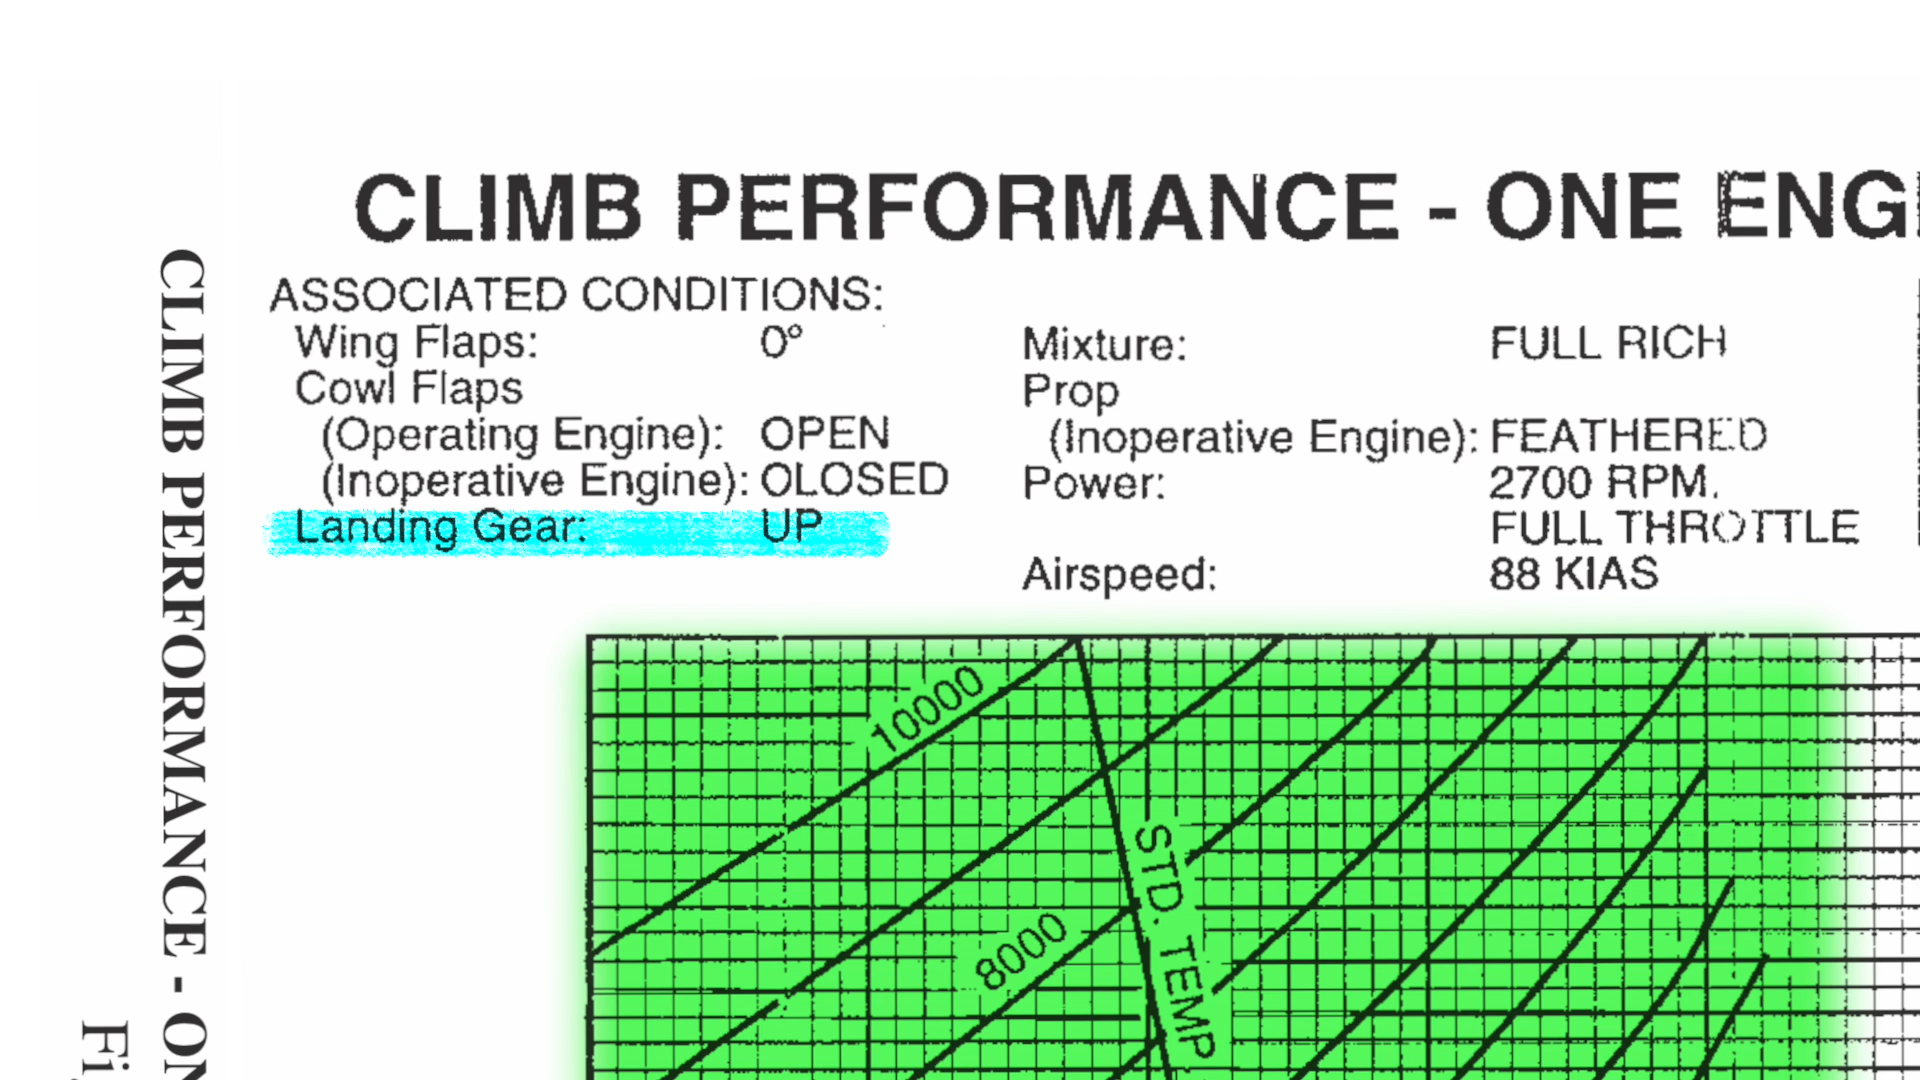 CLIMB PERFORMANCE - ONE ENG
ASSOCIATED CONDITIONS:
Wing Flaps: 0°
Cowl Flaps
(Operating Engine): OPEN
(Inoperative Engine): OLOSED
Landing Gear: UP
Mixture: FULL RICH
Prop
(Inoperative Engine): FEATHERED
Power: 2700 RPM.
FULL THROTTLE
Airspeed: 88 KIAS
10000
8000
STD. TEMP
CLIMB PERFORMANCE - ON